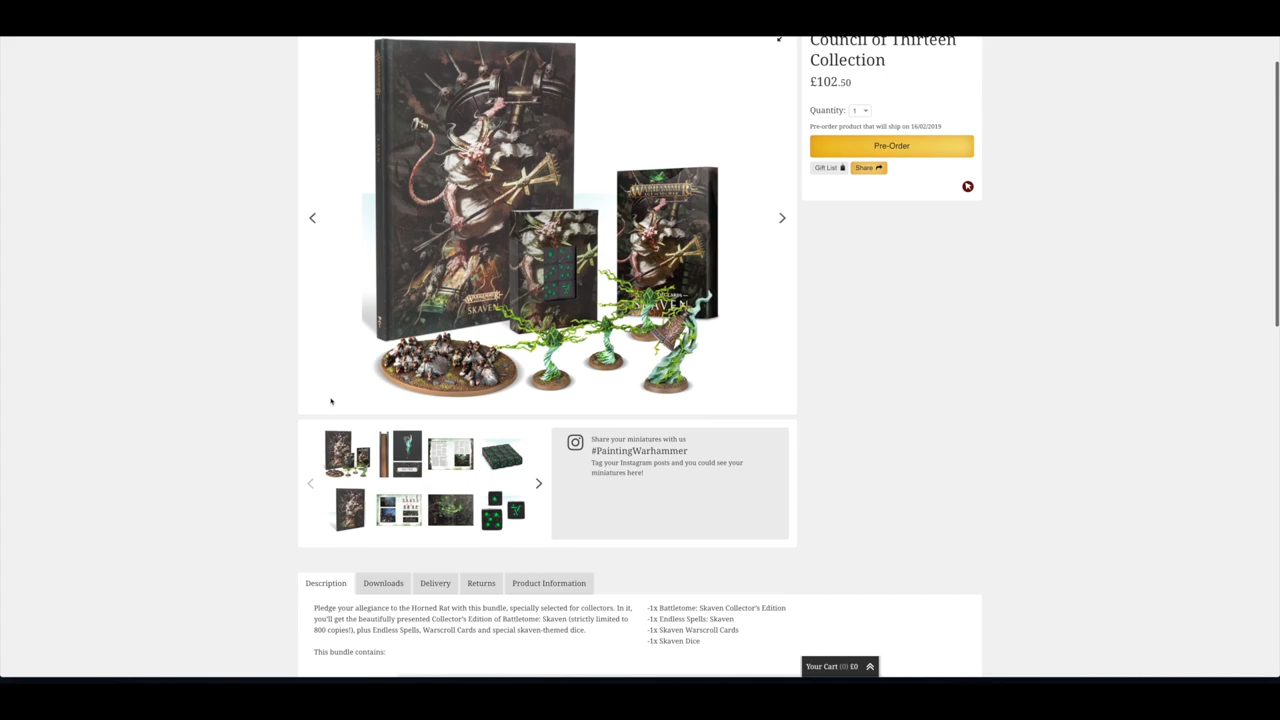 Council of Thirteen
Collection
£102.50
Quantity: 1
Pre-order product that will ship on 16/02/2019
Pre-Order
Gift List
Share
WARHAMMER
SKAVEN
WARHAMMER
SKAVEN
Share your miniatures with us
#PaintingWarhammer
Tag your Instagram posts and you could see your
miniatures here!
Description
Downloads
Delivery
Returns
Product Information
Pledge your allegiance to the Horned Rat with this bundle, specially selected for collectors. In it,
you'll get the beautifully presented Collector's Edition of Battletome: Skaven (strictly limited to
800 copies!), plus Endless Spells, Warscroll Cards and special skaven-themed dice.
This bundle contains:
-1x Battletome: Skaven Collector's Edition
-1x Endless Spells: Skaven
-1x Skaven Warscroll Cards
-1x Skaven Dice
Your Cart (0) £0